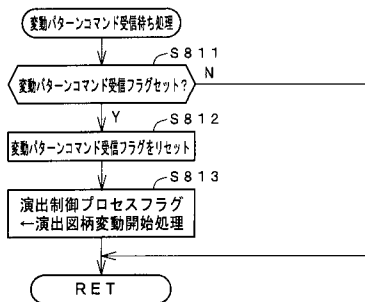 変動パターンコマンド受信待ち処理
S811
変動パターンコマンド受信フラグセット？
N
Y
S812
変動パターンコマンド受信フラグをリセット
S813
演出制御プロセスフラグ
←演出図柄変動開始処理
RET